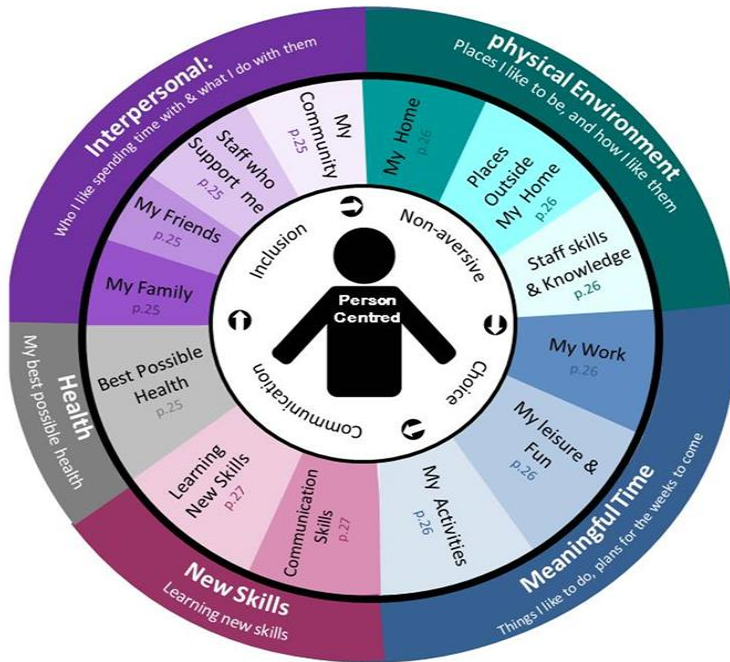 Interpersonal:
Who I like spending time with & what I do with them
physical Environment
Places I like to be, and how I like them
Meaningful Time
Things I like to do, plans for the weeks to come
New Skills
Learning new skills
Health
My best possible health
My
Community
p.25
My Home
p.26
Places
Outside
My Home
p.26
Staff skills
& Knowledge
p.26
My Work
p.26
My leisure &
Fun
p.26
My Activities
p.26
Communication
Skills
p.27
Learning
New Skills
p.27
Best Possible
Health
p.25
My Family
p.25
My Friends
p.25
Staff who
Support me
p.25
Inclusion
Non-aversive
Choice
Communication
Person
Centred